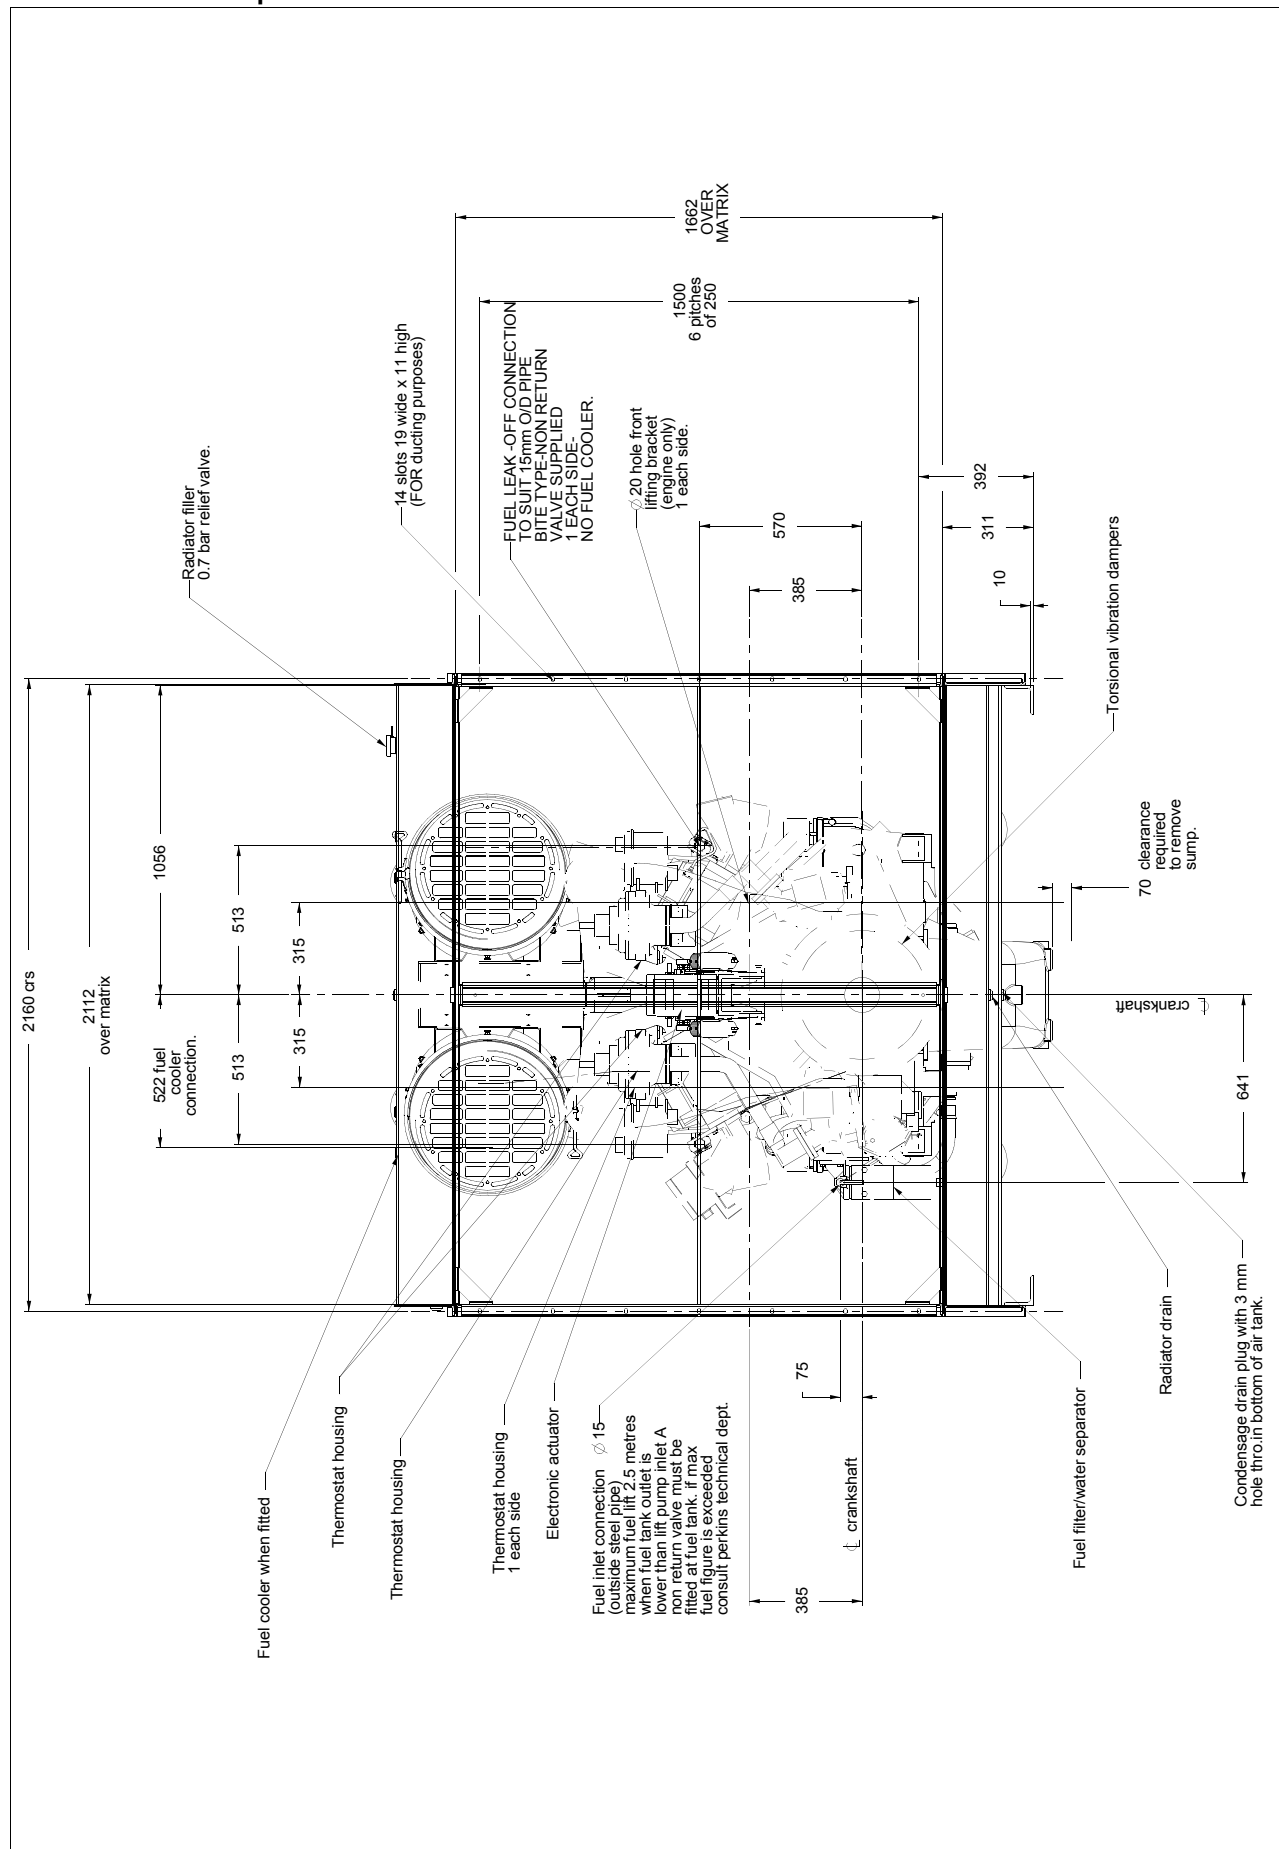 2160 crs
2112
over matrix
522 fuel
cooler
connection.
1056
513
513
315
315
Radiator filler
0.7 bar relief valve.
14 slots 19 wide x 11 high
(FOR ducting purposes)
FUEL LEAK -OFF CONNECTION
TO SUIT 15mm O/D PIPE
BITE TYPE-NON RETURN
VALVE SUPPLIED
1 EACH SIDE-
NO FUEL COOLER.
∅ 20 hole front
lifting bracket
(engine only)
1 each side.
1662
OVER
MATRIX
1500
6 pitches
of 250
570
385
392
311
10
Torsional vibration dampers
70 clearance
required
to remove
sump.
℄ crankshaft
641
Fuel cooler when fitted
Thermostat housing
Thermostat housing
Thermostat housing
1 each side
Electronic actuator
Fuel inlet connection ∅ 15
(outside steel pipe)
maximum fuel lift 2.5 metres
when fuel tank outlet is
lower than lift pump inlet A
non return valve must be
fitted at fuel tank. if max
fuel figure is exceeded
consult perkins technical dept.
75
℄ crankshaft
385
Fuel filter/water separator
Radiator drain
Condensage drain plug with 3 mm
hole thro.in bottom of air tank.